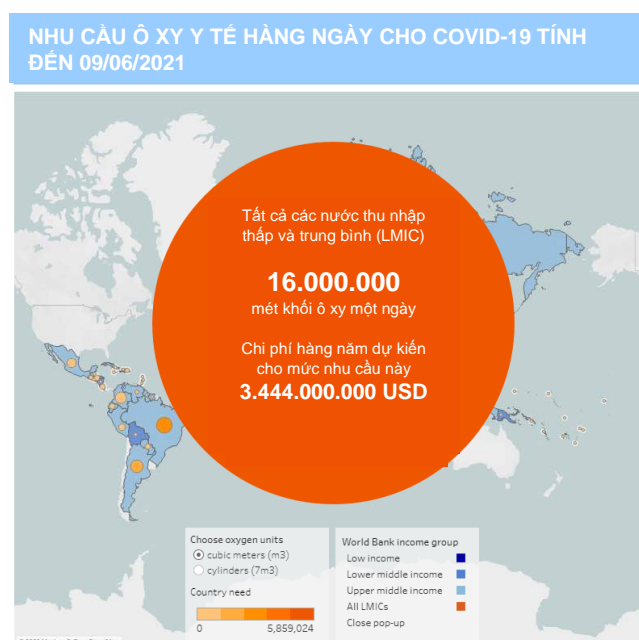 NHU CẦU Ô XY Y TẾ HÀNG NGÀY CHO COVID-19 TÍNH
ĐẾN 09/06/2021
Tất cả các nước thu nhập
thấp và trung bình (LMIC)
16.000.000
mét khối ô xy một ngày
Chi phí hàng năm dự kiến
cho mức nhu cầu này
3.444.000.000 USD
Choose oxygen units
cubic meters (m3)
cylinders (7m3)
Country need
0 5,859,024
World Bank income group
Low income
Lower middle income
Upper middle income
All LMICs
Close pop-up